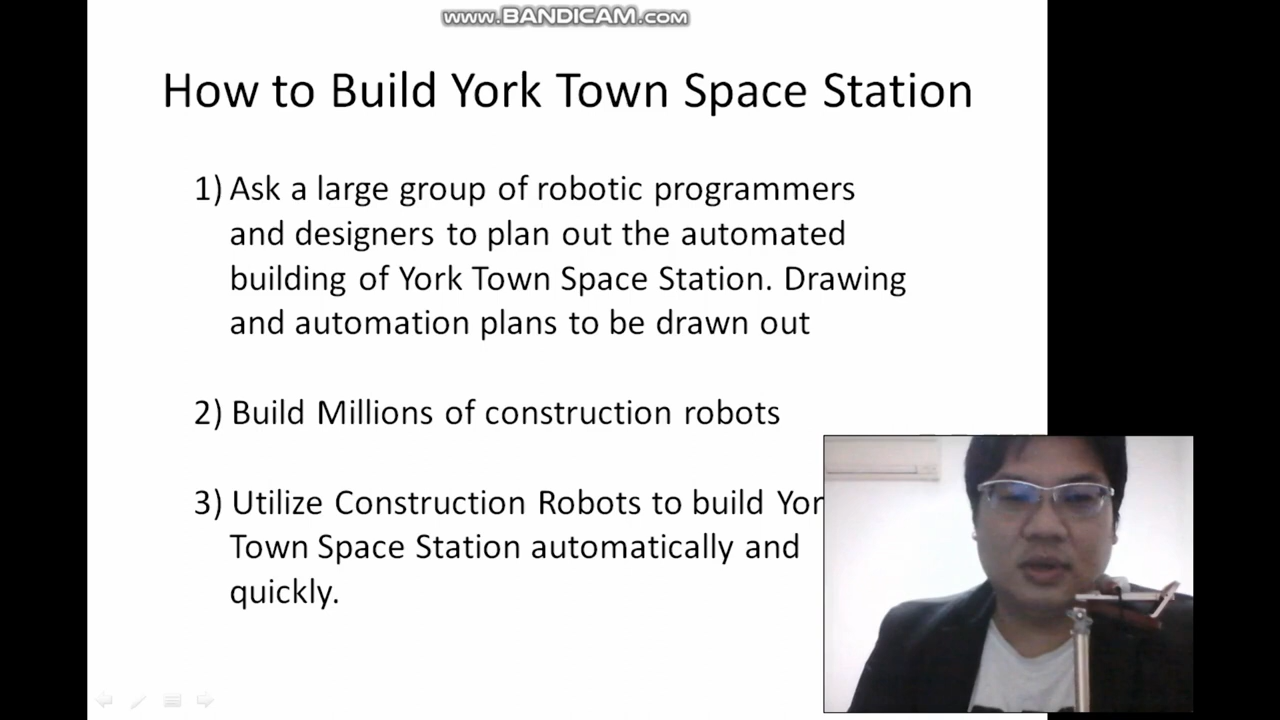 www.BANDICAM.com
How to Build York Town Space Station
1) Ask a large group of robotic programmers
and designers to plan out the automated
building of York Town Space Station. Drawing
and automation plans to be drawn out
2) Build Millions of construction robots
3) Utilize Construction Robots to build Yor
Town Space Station automatically and
quickly.